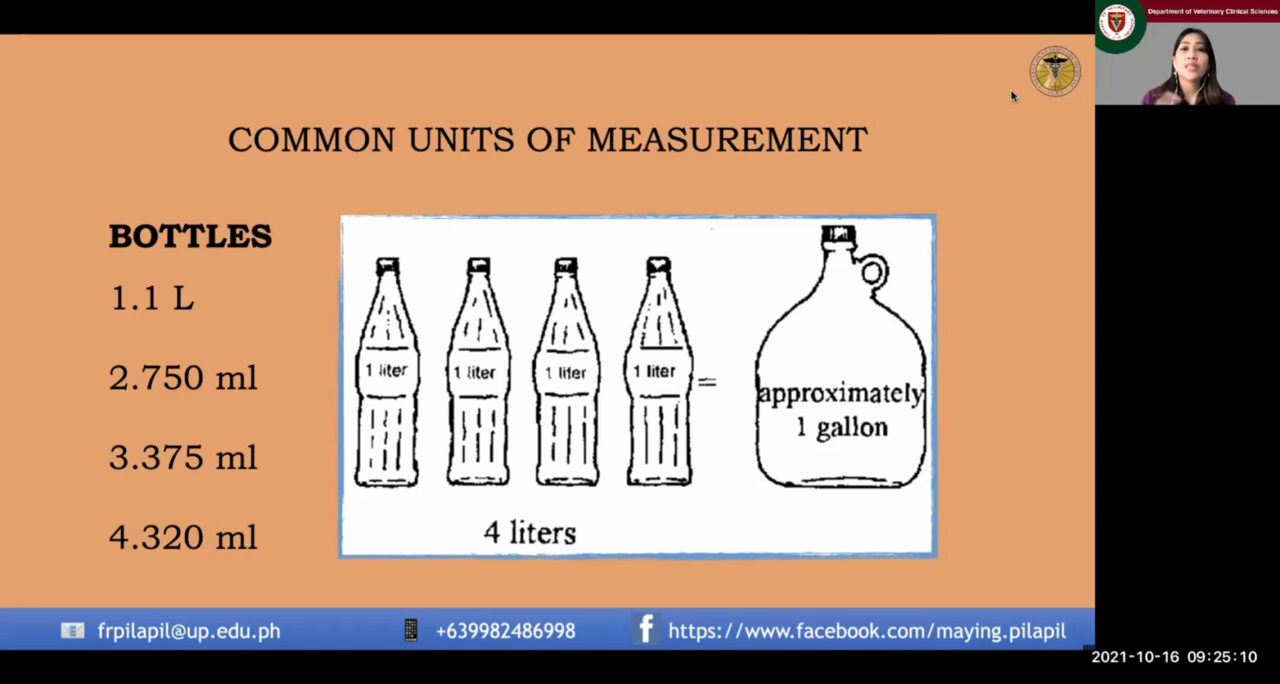 Department of Veterinary Clinical Sciences
COMMON UNITS OF MEASUREMENT
BOTTLES
1.1 L
2.750 ml
3.375 ml
4.320 ml
1 liter
1 liter
1 liter
1 liter
=
approximately
1 gallon
4 liters
frpilapil@up.edu.ph
+639982486998
https://www.facebook.com/maying.pilapil
2021-10-16 09:25:10